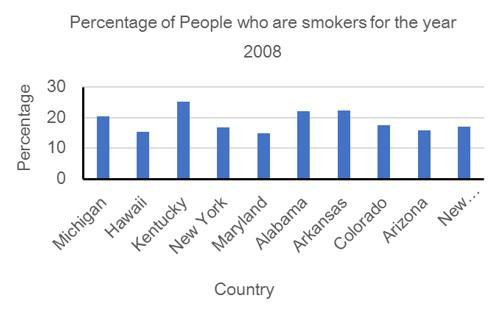 Percentage of People who are smokers for the year
2008
Percentage
30
20
10
0
Michigan
Hawaii
Kentucky
New York
Maryland
Alabama
Arkansas
Colorado
Arizona
New...
Country